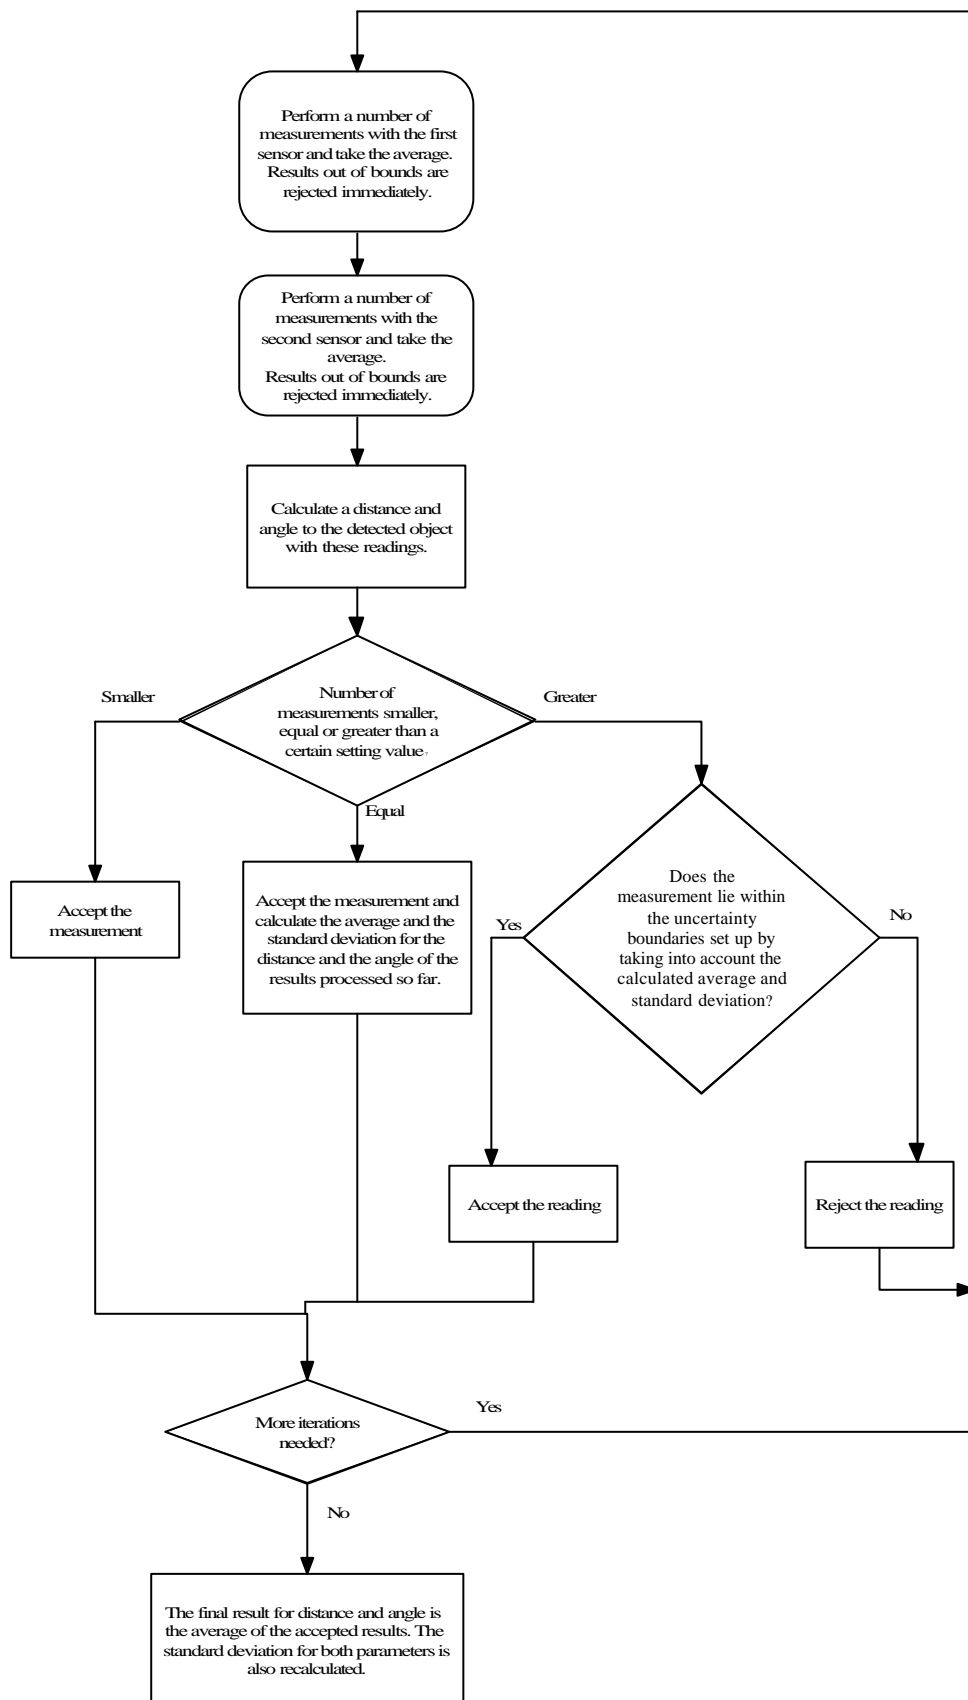 Perform a number of
measurements with the first
sensor and take the average.
Results out of bounds are
rejected immediately.
Perform a number of
measurements with the
second sensor and take the
average.
Results out of bounds are
rejected immediately.
Calculate a distance and
angle to the detected object
with these readings.
Smaller
Number of
measurements smaller,
equal or greater than a
certain setting value?
Greater
Equal
Accept the
measurement
Accept the measurement and
calculate the average and the
standard deviation for the
distance and the angle of the
results processed so far.
Yes
Does the
measurement lie within
the uncertainty
boundaries set up by
taking into account the
calculated average and
standard deviation?
No
Accept the reading
Reject the reading
More iterations
needed?
Yes
No
The final result for distance and angle is
the average of the accepted results. The
standard deviation for both parameters is
also recalculated.